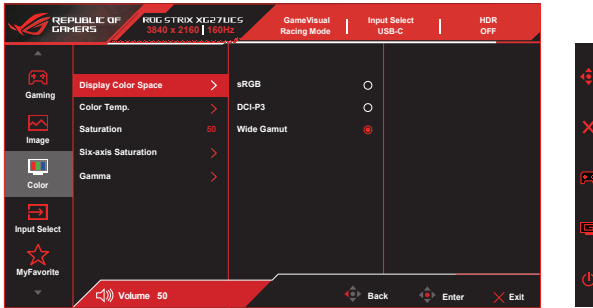 REPUBLIC OF
GAMERS
ROG STRIX XG27UCS
3840 x 2160 160Hz
GameVisual
Racing Mode
Input Select
USB-C
HDR
OFF
Gaming
Image
Color
Input Select
MyFavorite
Display Color Space
Color Temp.
Saturation 50
Six-axis Saturation
Gamma
sRGB
DCI-P3
Wide Gamut
Volume 50
Back
Enter
Exit